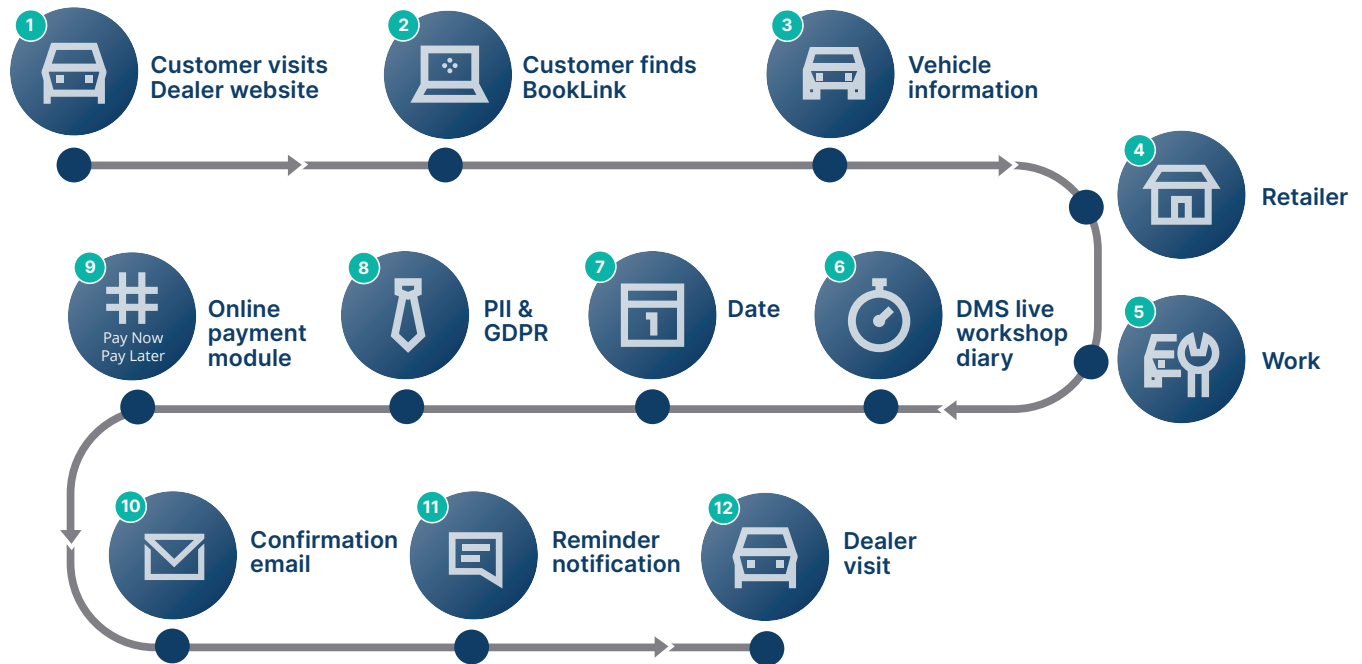 1
Customer visits
Dealer website
2
Customer finds
BookLink
3
Vehicle
information
4
Retailer
5
Work
6
DMS live
workshop
diary
7
1
Date
8
PII &
GDPR
9
Pay Now
Pay Later
Online
payment
module
10
Confirmation
email
11
Reminder
notification
12
Dealer
visit